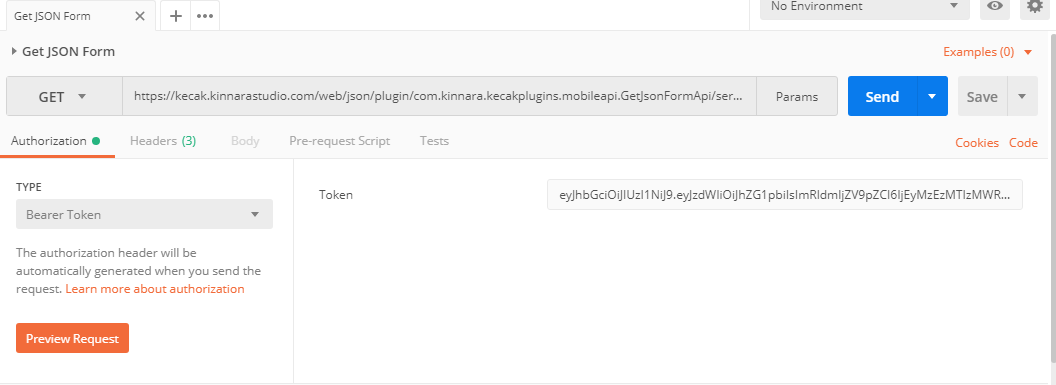 Get JSON Form
No Environment
Get JSON Form
Examples (0)
GET
https://kecak.kinnarastudio.com/web/json/plugin/com.kinnara.kecakplugins.mobileapi.GetJsonFormApi/ser...
Params
Send
Save
Authorization
Headers (3)
Body
Pre-request Script
Tests
Cookies
Code
TYPE
Bearer Token
The authorization header will be
automatically generated when you send the
request. Learn more about authorization
Preview Request
Token